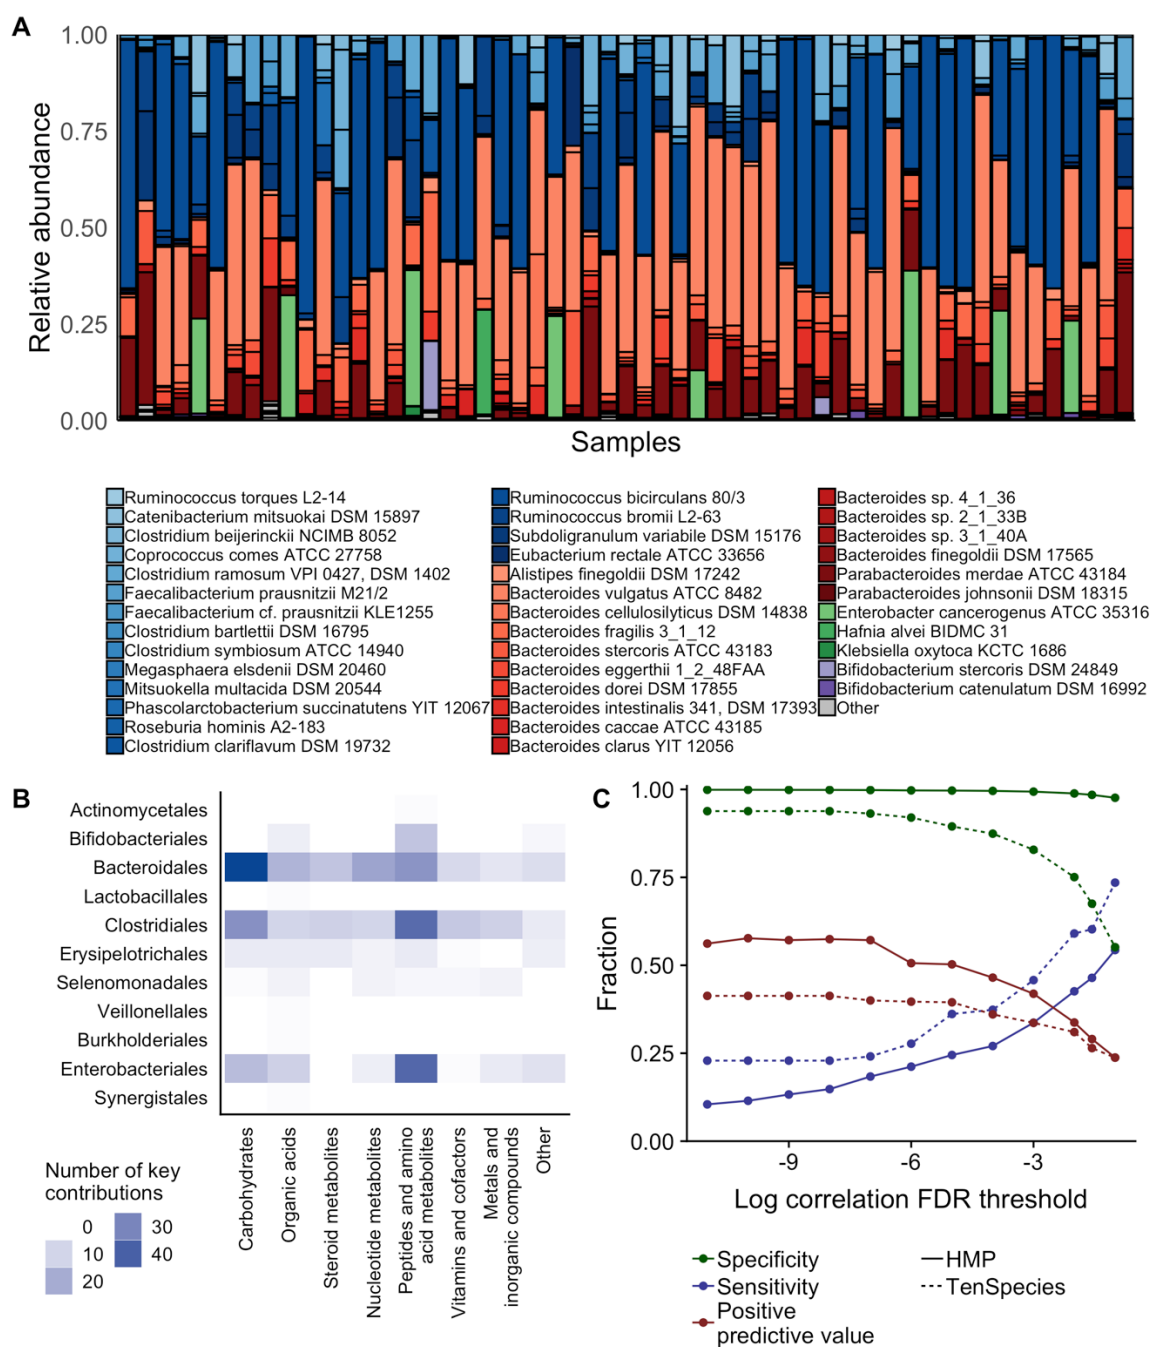 A
1.00
0.75
0.50
0.25
0.00
Relative abundance
Samples
Ruminococcus torques L2-14
Catenibacterium mitsuokai DSM 15897
Clostridium beijerinckii NCIMB 8052
Coprococcus comes ATCC 27758
Clostridium ramosum VPI 0427, DSM 1402
Faecalibacterium prausnitzii M21/2
Faecalibacterium cf. prausnitzii KLE1255
Clostridium bartlettii DSM 16795
Clostridium symbiosum ATCC 14940
Megasphaera elsdenii DSM 20460
Mitsuokella multacida DSM 20544
Phascolarctobacterium succinatutens YIT 12067
Roseburia hominis A2-183
Clostridium clariflavum DSM 19732
Ruminococcus bicirculans 80/3
Ruminococcus bromii L2-63
Subdoligranulum variabile DSM 15176
Eubacterium rectale ATCC 33656
Alistipes finegoldii DSM 17242
Bacteroides vulgatus ATCC 8482
Bacteroides cellulosilyticus DSM 14838
Bacteroides fragilis 3_1_12
Bacteroides stercoris ATCC 43183
Bacteroides eggerthii 1_2_48FAA
Bacteroides dorei DSM 17855
Bacteroides intestinalis 341, DSM 17393
Bacteroides caccae ATCC 43185
Bacteroides clarus YIT 12056
Bacteroides sp. 4_1_36
Bacteroides sp. 2_1_33B
Bacteroides sp. 3_1_40A
Bacteroides finegoldii DSM 17565
Parabacteroides merdae ATCC 43184
Parabacteroides johnsonii DSM 18315
Enterobacter cancerogenus ATCC 35316
Hafnia alvei BIDMC 31
Klebsiella oxytoca KCTC 1686
Bifidobacterium stercoris DSM 24849
Bifidobacterium catenulatum DSM 16992
Other
B
Actinomycetales
Bifidobacteriales
Bacteroidales
Lactobacillales
Clostridiales
Erysipelotrichales
Selenomonadales
Veillonellales
Burkholderiales
Enterobacteriales
Synergistales
Carbohydrates
Organic acids
Steroid metabolites
Nucleotide metabolites
Peptides and amino
acid metabolites
Vitamins and cofactors
Metals and
inorganic compounds
Other
Number of key
contributions
0
10
20
30
40
C
1.00
0.75
0.50
0.25
0.00
Fraction
-9
-6
-3
Log correlation FDR threshold
Specificity
Sensitivity
Positive
predictive value
HMP
TenSpecies